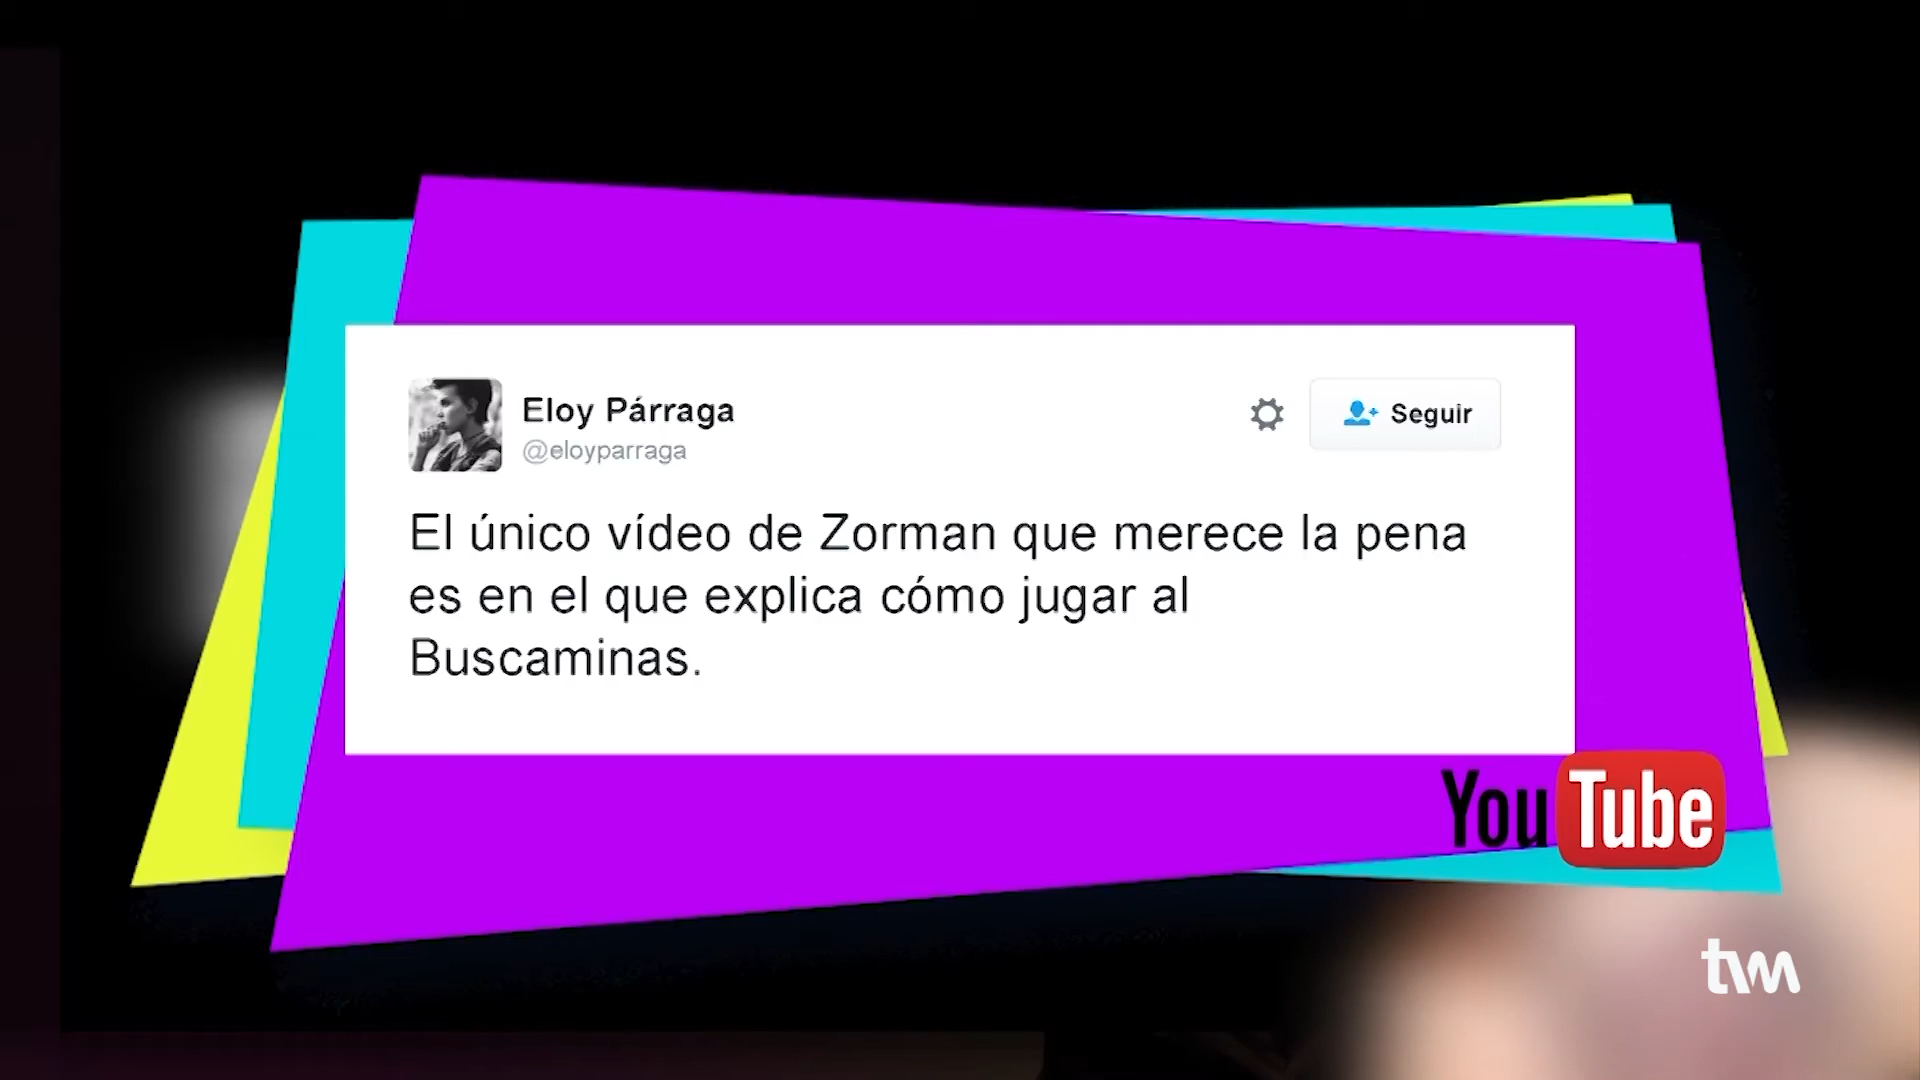 Eloy Párraga
@eloyparraga
Seguir
El único vídeo de Zorman que merece la pena
es en el que explica cómo jugar al
Buscaminas.
YouTube
tvm